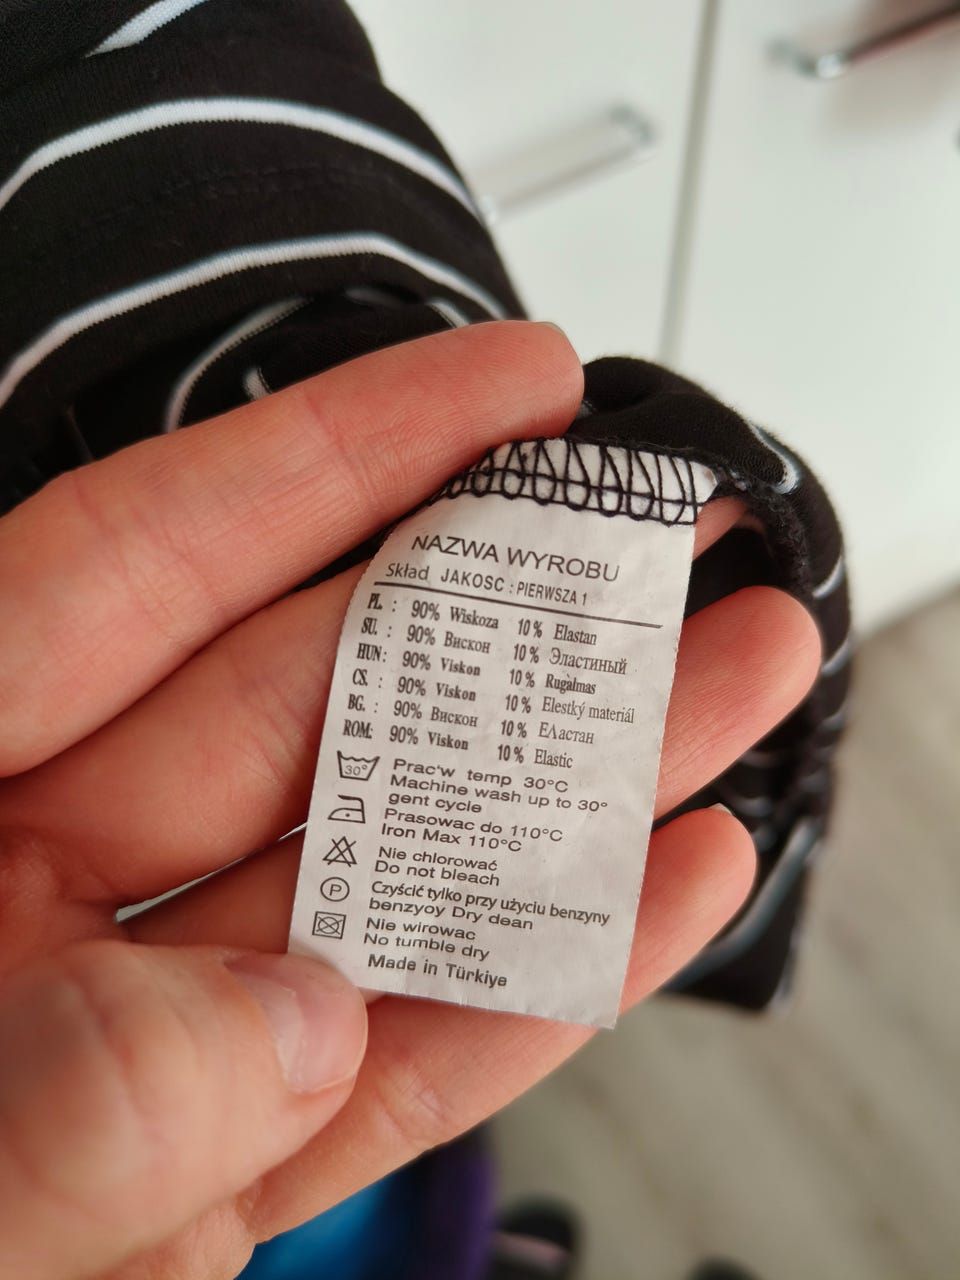 NAZWA WYROBU
Skład JAKOSC : PIERWSZA 1
PL. : 90% Wiskoza 10% Elastan
SU. : 90% Вискон 10% Эластиный
HUN: 90% Viskon 10% Rugàlmas
CS. : 90% Viskon 10% Elestký materiál
BG. : 90% Вискон 10% ЕЛастан
ROM: 90% Viskon 10% Elastic
30° Prac'w temp 30°C
Machine wash up to 30°
gent cycle
Prasowac do 110°C
Iron Max 110°C
Nie chlorować
Do not bleach
P Czyścić tylko przy użyciu benzyny
benzyoy Dry dean
Nie wirowac
No tumble dry
Made in Türkiye